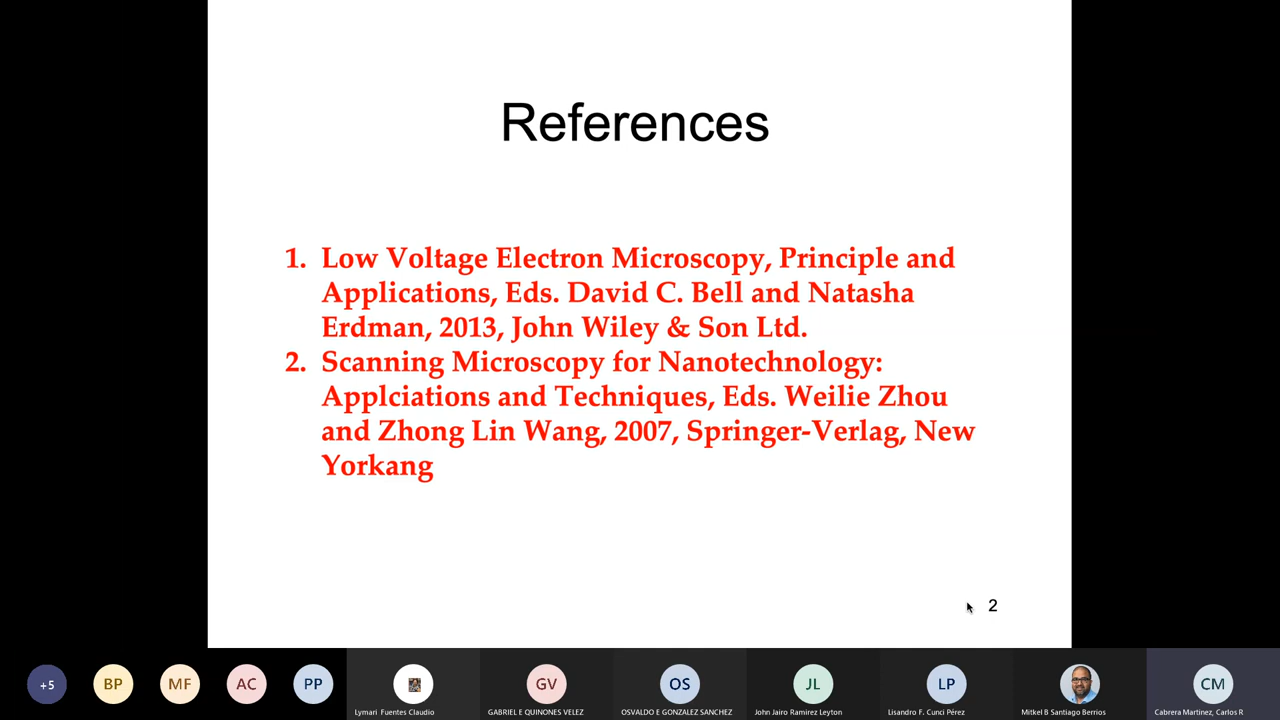 References
1. Low Voltage Electron Microscopy, Principle and
Applications, Eds. David C. Bell and Natasha
Erdman, 2013, John Wiley & Son Ltd.
2. Scanning Microscopy for Nanotechnology:
Applciations and Techniques, Eds. Weilie Zhou
and Zhong Lin Wang, 2007, Springer-Verlag, New
Yorkang
2
+5 BP MF AC PP GV OS JL LP CM
Lymari Fuentes Claudio GABRIEL E QUINONES VELEZ OSVALDO E GONZALEZ SANCHEZ John Jairo Ramirez Leyton Lisandro F. Cunci Pérez Mitkel B Santiago Berrios Cabrera Martinez, Carlos R